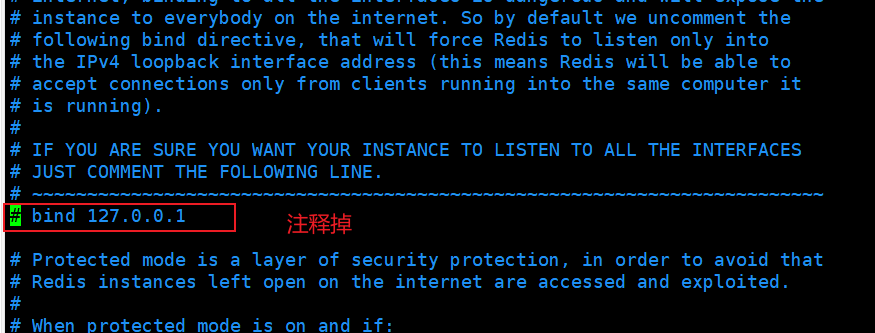 # internet, binding to all the interfaces is dangerous and will expose the
# instance to everybody on the internet. So by default we uncomment the
# following bind directive, that will force Redis to listen only into
# the IPv4 loopback interface address (this means Redis will be able to
# accept connections only from clients running into the same computer it
# is running).
#
# IF YOU ARE SURE YOU WANT YOUR INSTANCE TO LISTEN TO ALL THE INTERFACES
# JUST COMMENT THE FOLLOWING LINE.
# ~~~~~~~~~~~~~~~~~~~~~~~~~~~~~~~~~~~~~~~~~~~~~~~~~~~~~~~~~~~~~~~~~~~~~~~~
# bind 127.0.0.1 注释掉
# Protected mode is a layer of security protection, in order to avoid that
# Redis instances left open on the internet are accessed and exploited.
#
# When protected mode is on and if: